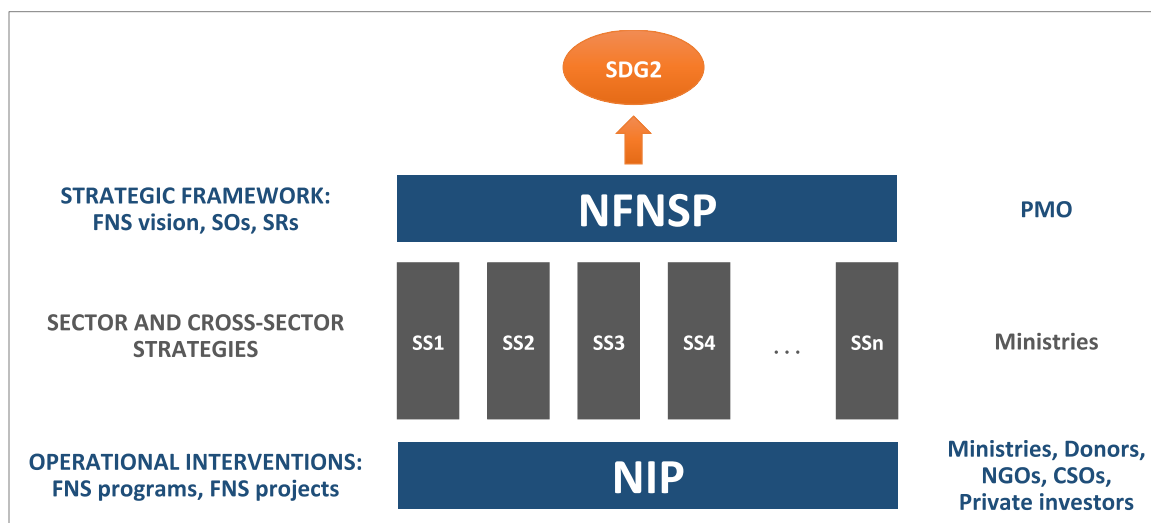 SDG2
STRATEGIC FRAMEWORK:
FNS vision, SOs, SRs
NFNSP
PMO
SECTOR AND CROSS-SECTOR
STRATEGIES
SS1
SS2
SS3
SS4
...
SSn
Ministries
OPERATIONAL INTERVENTIONS:
FNS programs, FNS projects
NIP
Ministries, Donors,
NGOs, CSOs,
Private investors